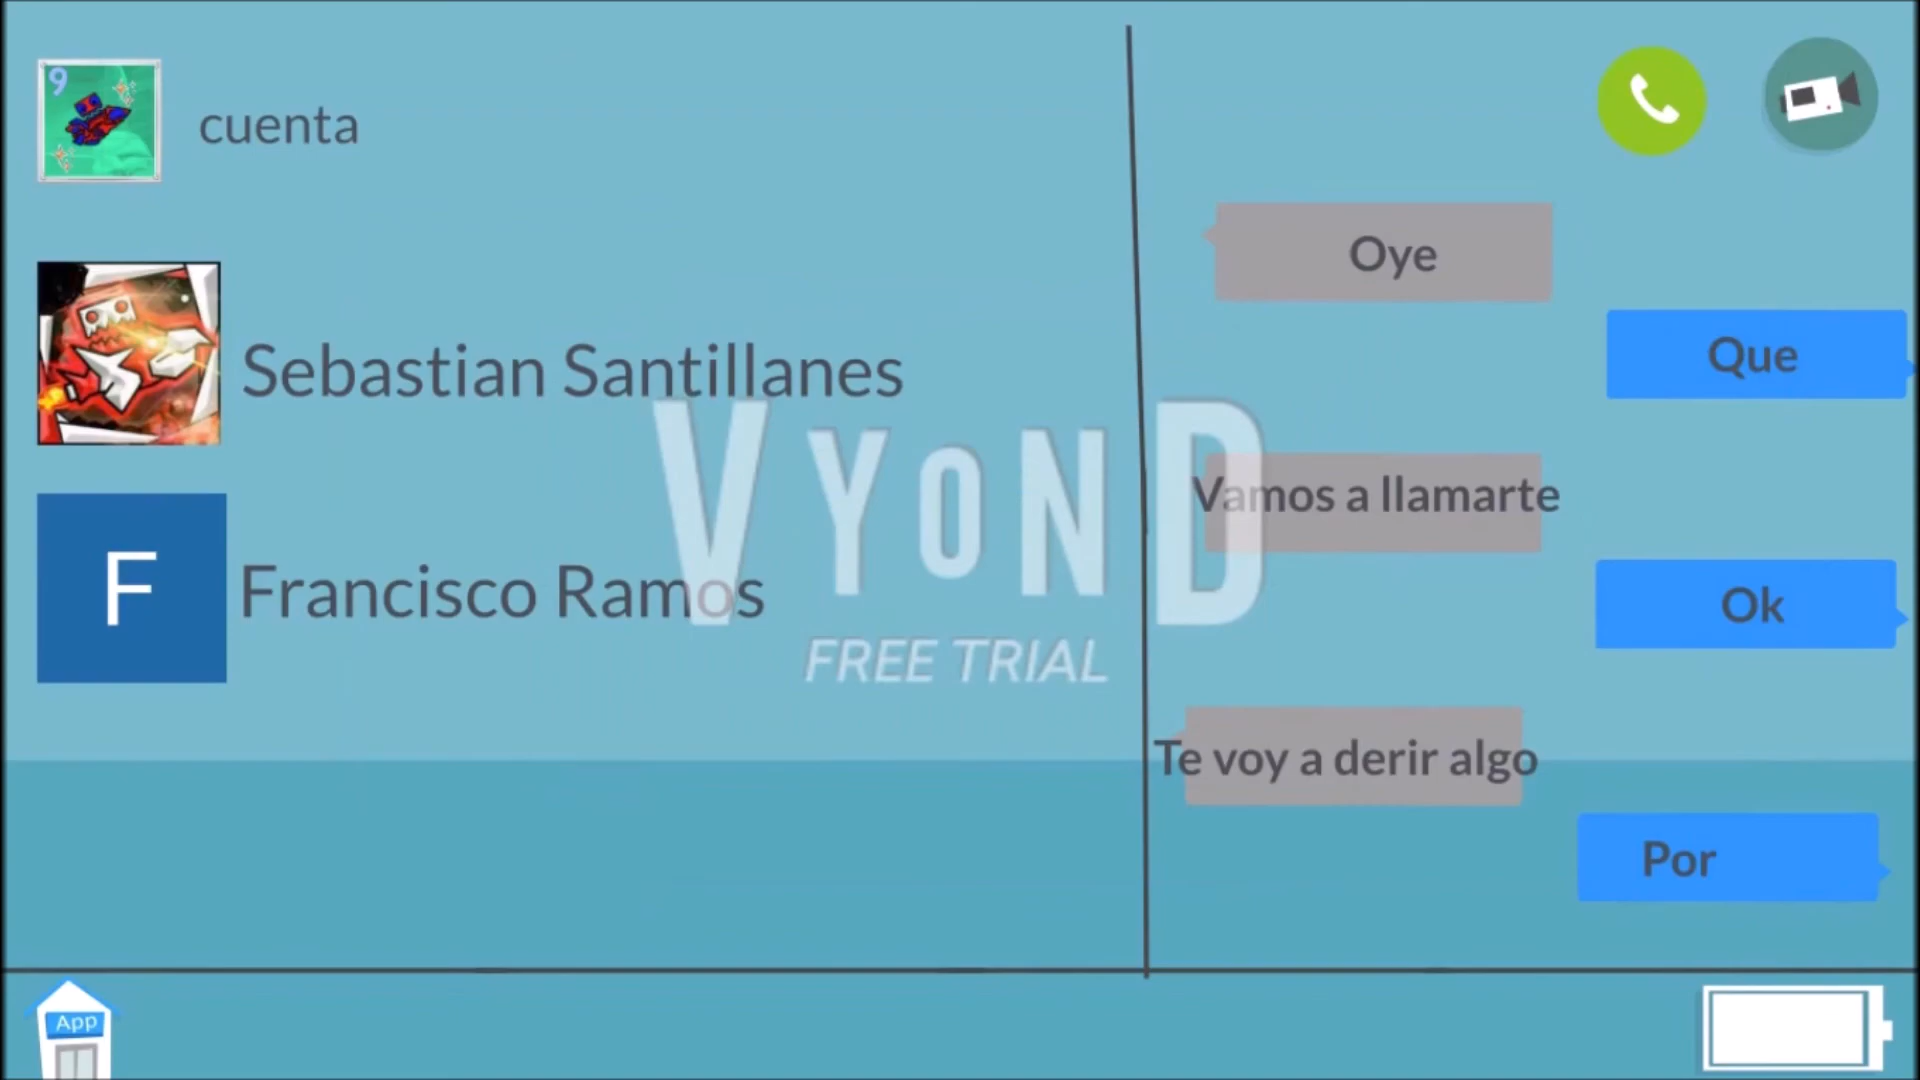 9
cuenta
Sebastian Santillanes
F
Francisco Ramos
Oye
Que
Vamos a llamarte
Ok
Te voy a derir algo
Por
VYOND
FREE TRIAL
App